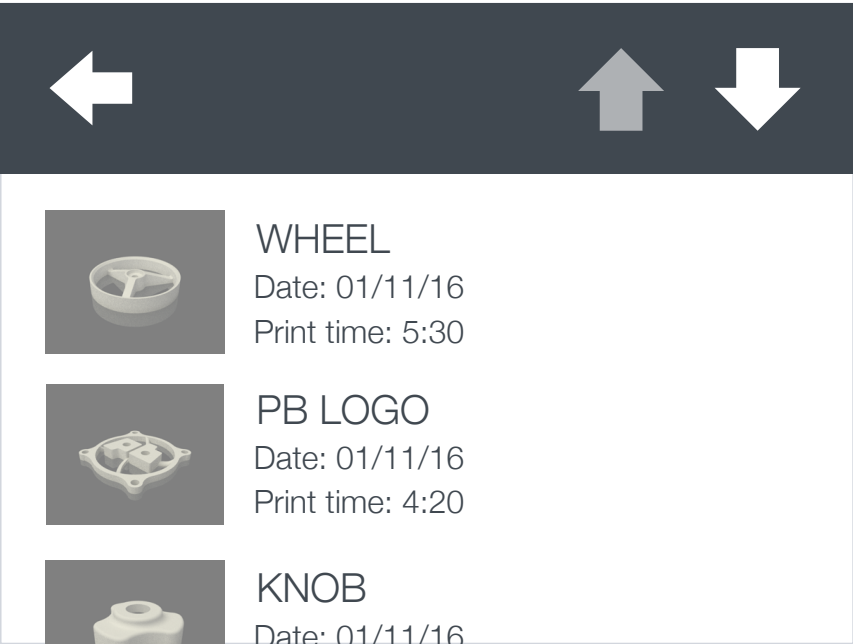 WHEEL
Date: 01/11/16
Print time: 5:30
PB LOGO
Date: 01/11/16
Print time: 4:20
KNOB
Date: 01/11/16